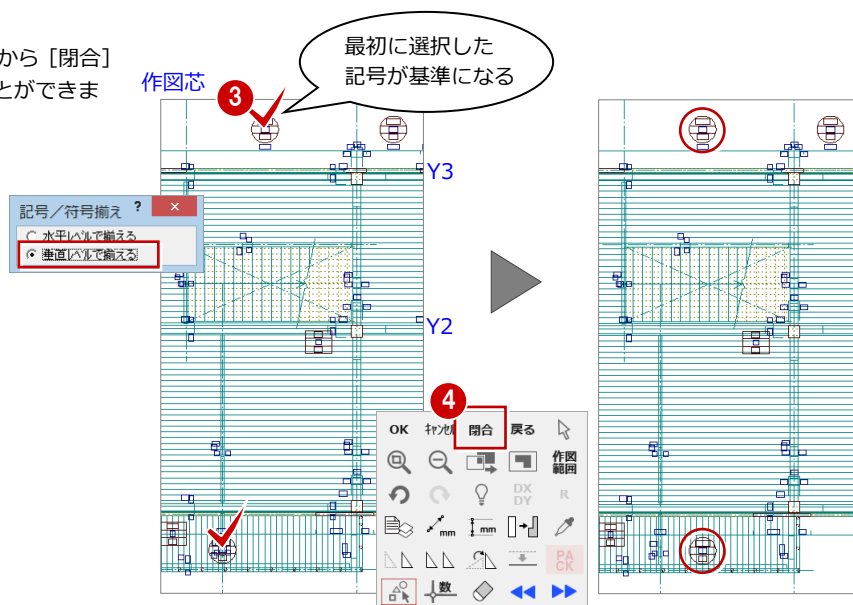 から［閉合］
とができま
作図芯
3
最初に選択した
記号が基準になる
Y3
記号／符号揃え ? ×
水平レベルで揃える
垂直レベルで揃える
Y2
4
OK ｷｬﾝｾﾙ 閉合 戻る
作図
範囲
DX
DY
R
mm
mm
PA
CK
数